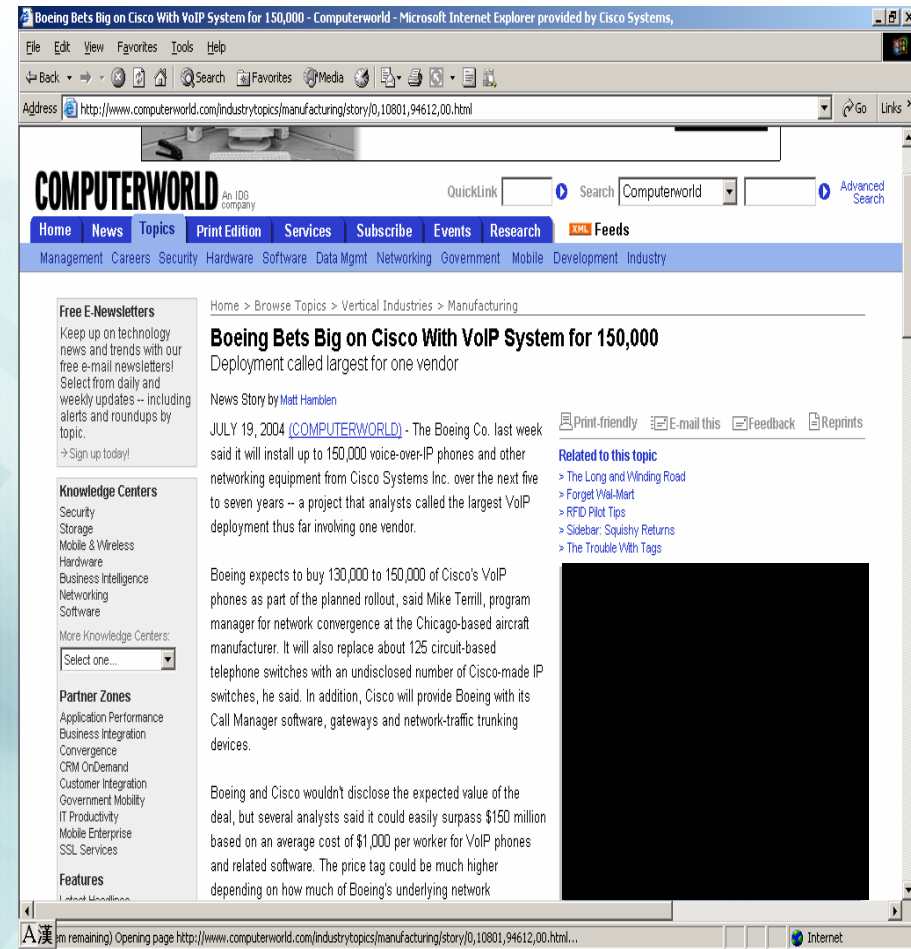 Boeing Bets Big on Cisco With VoIP System for 150,000 - Computerworld - Microsoft Internet Explorer provided by Cisco Systems,
File Edit View Favorites Tools Help
Back Search Favorites Media
Address http://www.computerworld.com/industrytopics/manufacturing/story/0,10801,94612,00.html Go Links
COMPUTERWORLD An IDG company
QuickLink Search Computerworld Advanced Search
Home News Topics Print Edition Services Subscribe Events Research XML Feeds
Management Careers Security Hardware Software Data Mgmt Networking Government Mobile Development Industry
Free E-Newsletters
Keep up on technology
news and trends with our
free e-mail newsletters!
Select from daily and
weekly updates -- including
alerts and roundups by
topic.
→ Sign up today!
Knowledge Centers
Security
Storage
Mobile & Wireless
Hardware
Business Intelligence
Networking
Software
More Knowledge Centers:
Select one...
Partner Zones
Application Performance
Business Integration
Convergence
CRM OnDemand
Customer Integration
Government Mobility
IT Productivity
Mobile Enterprise
SSL Services
Features
Latest Headlines
Home > Browse Topics > Vertical Industries > Manufacturing
Boeing Bets Big on Cisco With VoIP System for 150,000
Deployment called largest for one vendor
News Story by Matt Hamblen
JULY 19, 2004 (COMPUTERWORLD) - The Boeing Co. last week
said it will install up to 150,000 voice-over-IP phones and other
networking equipment from Cisco Systems Inc. over the next five
to seven years -- a project that analysts called the largest VoIP
deployment thus far involving one vendor.
Boeing expects to buy 130,000 to 150,000 of Cisco's VoIP
phones as part of the planned rollout, said Mike Terrill, program
manager for network convergence at the Chicago-based aircraft
manufacturer. It will also replace about 125 circuit-based
telephone switches with an undisclosed number of Cisco-made IP
switches, he said. In addition, Cisco will provide Boeing with its
Call Manager software, gateways and network-traffic trunking
devices.
Boeing and Cisco wouldn't disclose the expected value of the
deal, but several analysts said it could easily surpass $150 million
based on an average cost of $1,000 per worker for VoIP phones
and related software. The price tag could be much higher
depending on how much of Boeing's underlying network
Print-friendly E-mail this Feedback Reprints
Related to this topic
> The Long and Winding Road
> Forget Wal-Mart
> RFID Pilot Tips
> Sidebar: Squishy Returns
> The Trouble With Tags
A漢 em remaining) Opening page http://www.computerworld.com/industrytopics/manufacturing/story/0,10801,94612,00.html... Internet